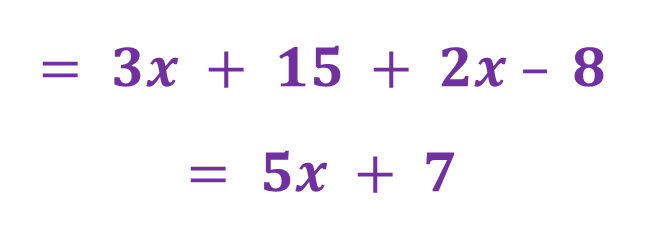 = 3x + 15 + 2x – 8
= 5x + 7